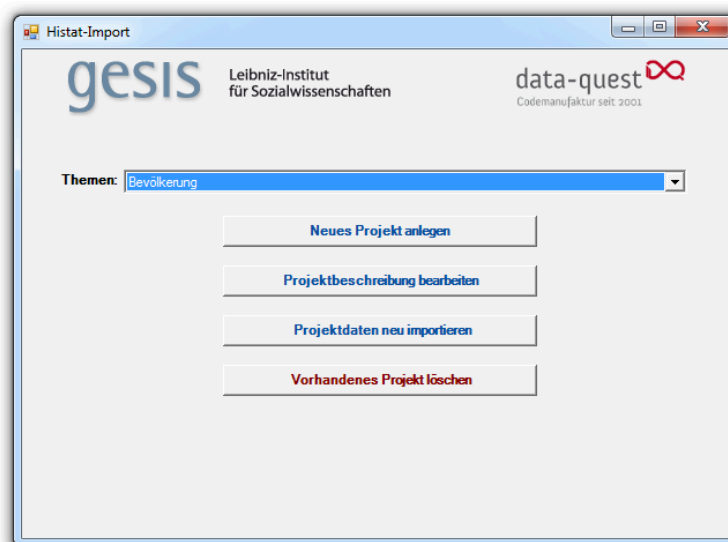 Histat-Import
gesis
Leibniz-Institut
für Sozialwissenschaften
data-quest
Codemanufaktur seit 2001
Themen: Bevölkerung
Neues Projekt anlegen
Projektbeschreibung bearbeiten
Projektdaten neu importieren
Vorhandenes Projekt löschen